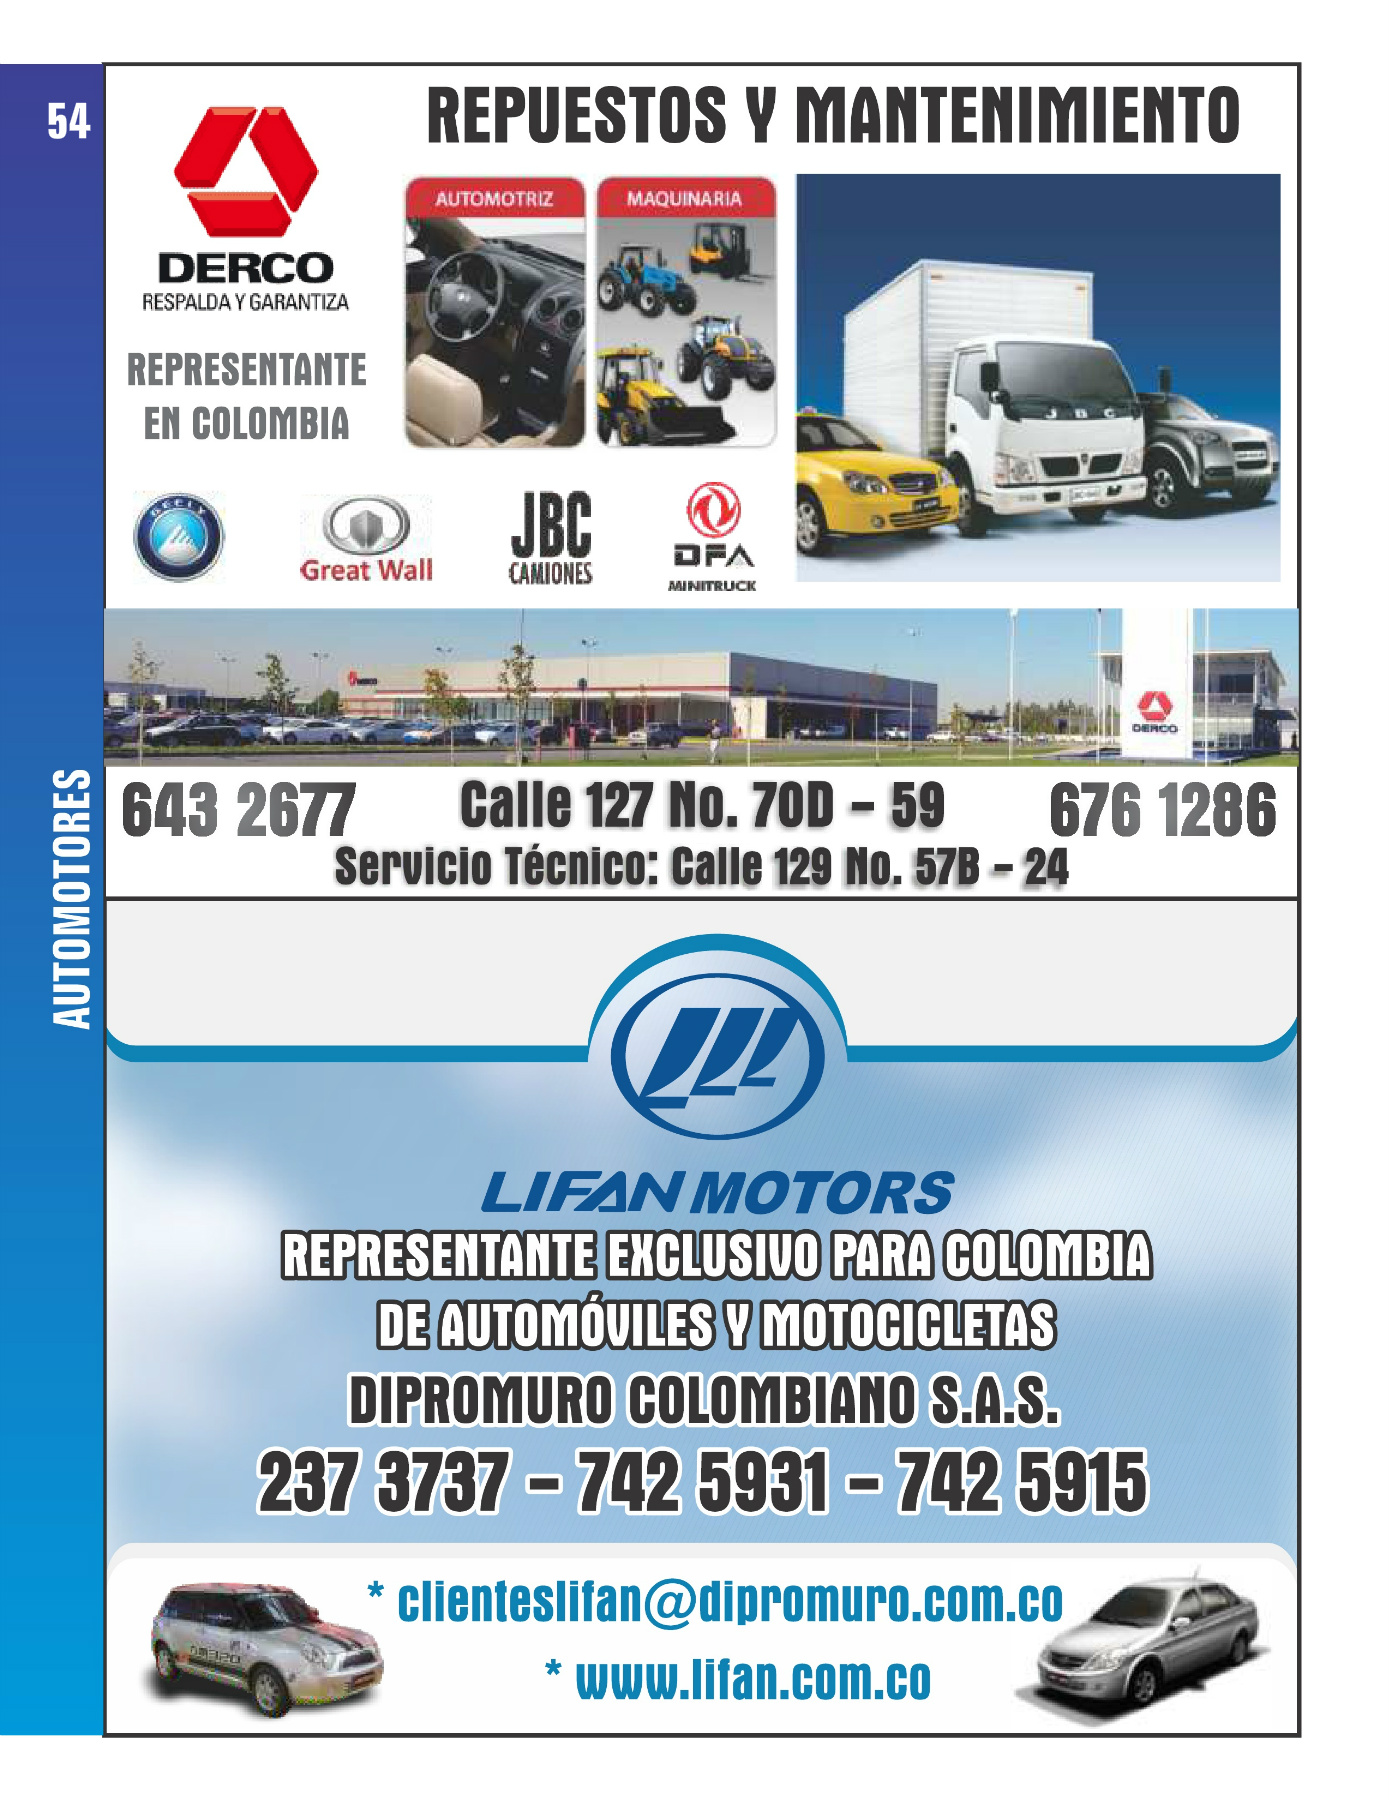 54
AUTOMOTORES
REPUESTOS Y MANTENIMIENTO
DERCO
RESPALDA Y GARANTIZA
REPRESENTANTE
EN COLOMBIA
AUTOMOTRIZ
MAQUINARIA
JBC
GEELY
Great Wall
JBC
CAMIONES
DFA
MINITRUCK
DERCO
643 2677
Calle 127 No. 70D – 59
676 1286
Servicio Técnico: Calle 129 No. 57B – 24
LIFAN MOTORS
REPRESENTANTE EXCLUSIVO PARA COLOMBIA
DE AUTOMÓVILES Y MOTOCICLETAS
DIPROMURO COLOMBIANO S.A.S.
237 3737 – 742 5931 – 742 5915
* clienteslifan@dipromuro.com.co
* www.lifan.com.co